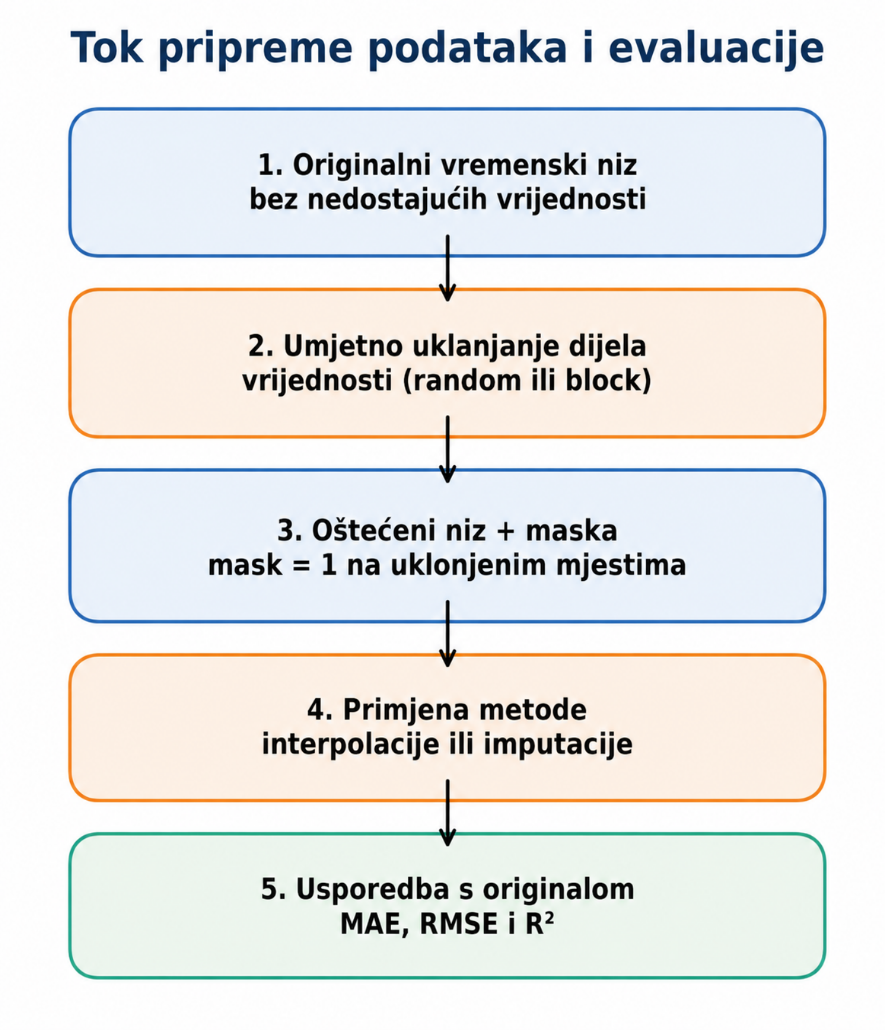 Tok pripreme podataka i evaluacije
1. Originalni vremenski niz
bez nedostajućih vrijednosti
2. Umjetno uklanjanje dijela
vrijednosti (random ili block)
3. Oštećeni niz + maska
mask = 1 na uklonjenim mjestima
4. Primjena metode
interpolacije ili imputacije
5. Usporedba s originalom
MAE, RMSE i R²